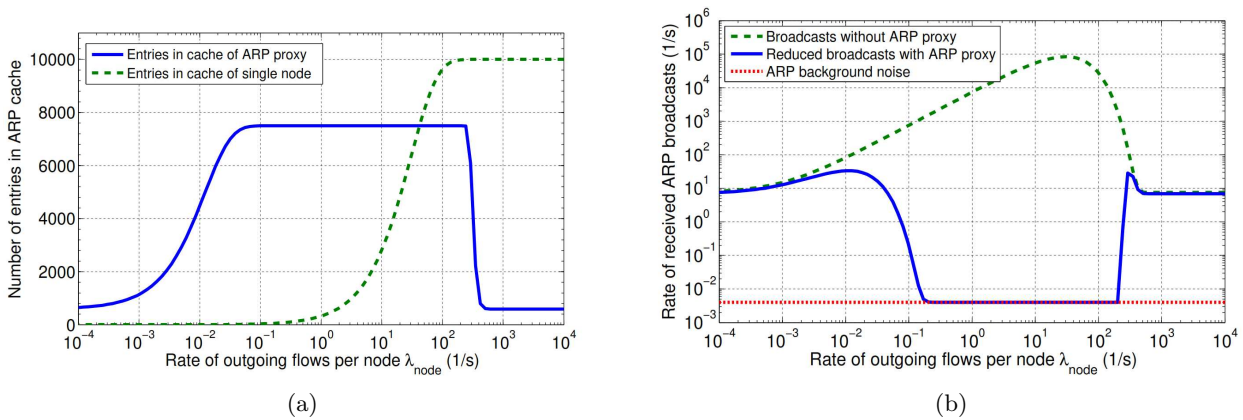 Number of entries in ARP cache
10000
8000
6000
4000
2000
0
Entries in cache of ARP proxy
Entries in cache of single node
10^-4 10^-3 10^-2 10^-1 10^0 10^1 10^2 10^3 10^4
Rate of outgoing flows per node λ_node (1/s)
(a)
Rate of received ARP broadcasts (1/s)
10^6
10^5
10^4
10^3
10^2
10^1
10^0
10^-1
10^-2
10^-3
Broadcasts without ARP proxy
Reduced broadcasts with ARP proxy
ARP background noise
10^-4 10^-3 10^-2 10^-1 10^0 10^1 10^2 10^3 10^4
Rate of outgoing flows per node λ_node (1/s)
(b)